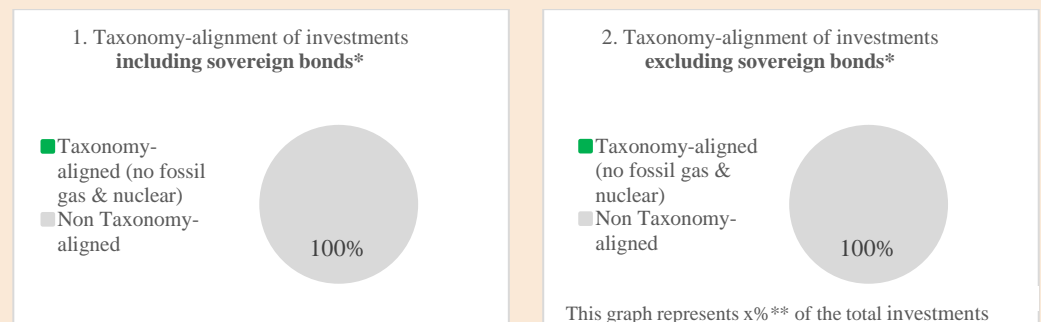 1. Taxonomy-alignment of investments
including sovereign bonds*
Taxonomy-
aligned (no fossil
gas & nuclear)
Non Taxonomy-
aligned
100%
2. Taxonomy-alignment of investments
excluding sovereign bonds*
Taxonomy-aligned
(no fossil gas &
nuclear)
Non Taxonomy-
aligned
100%
This graph represents x%** of the total investments